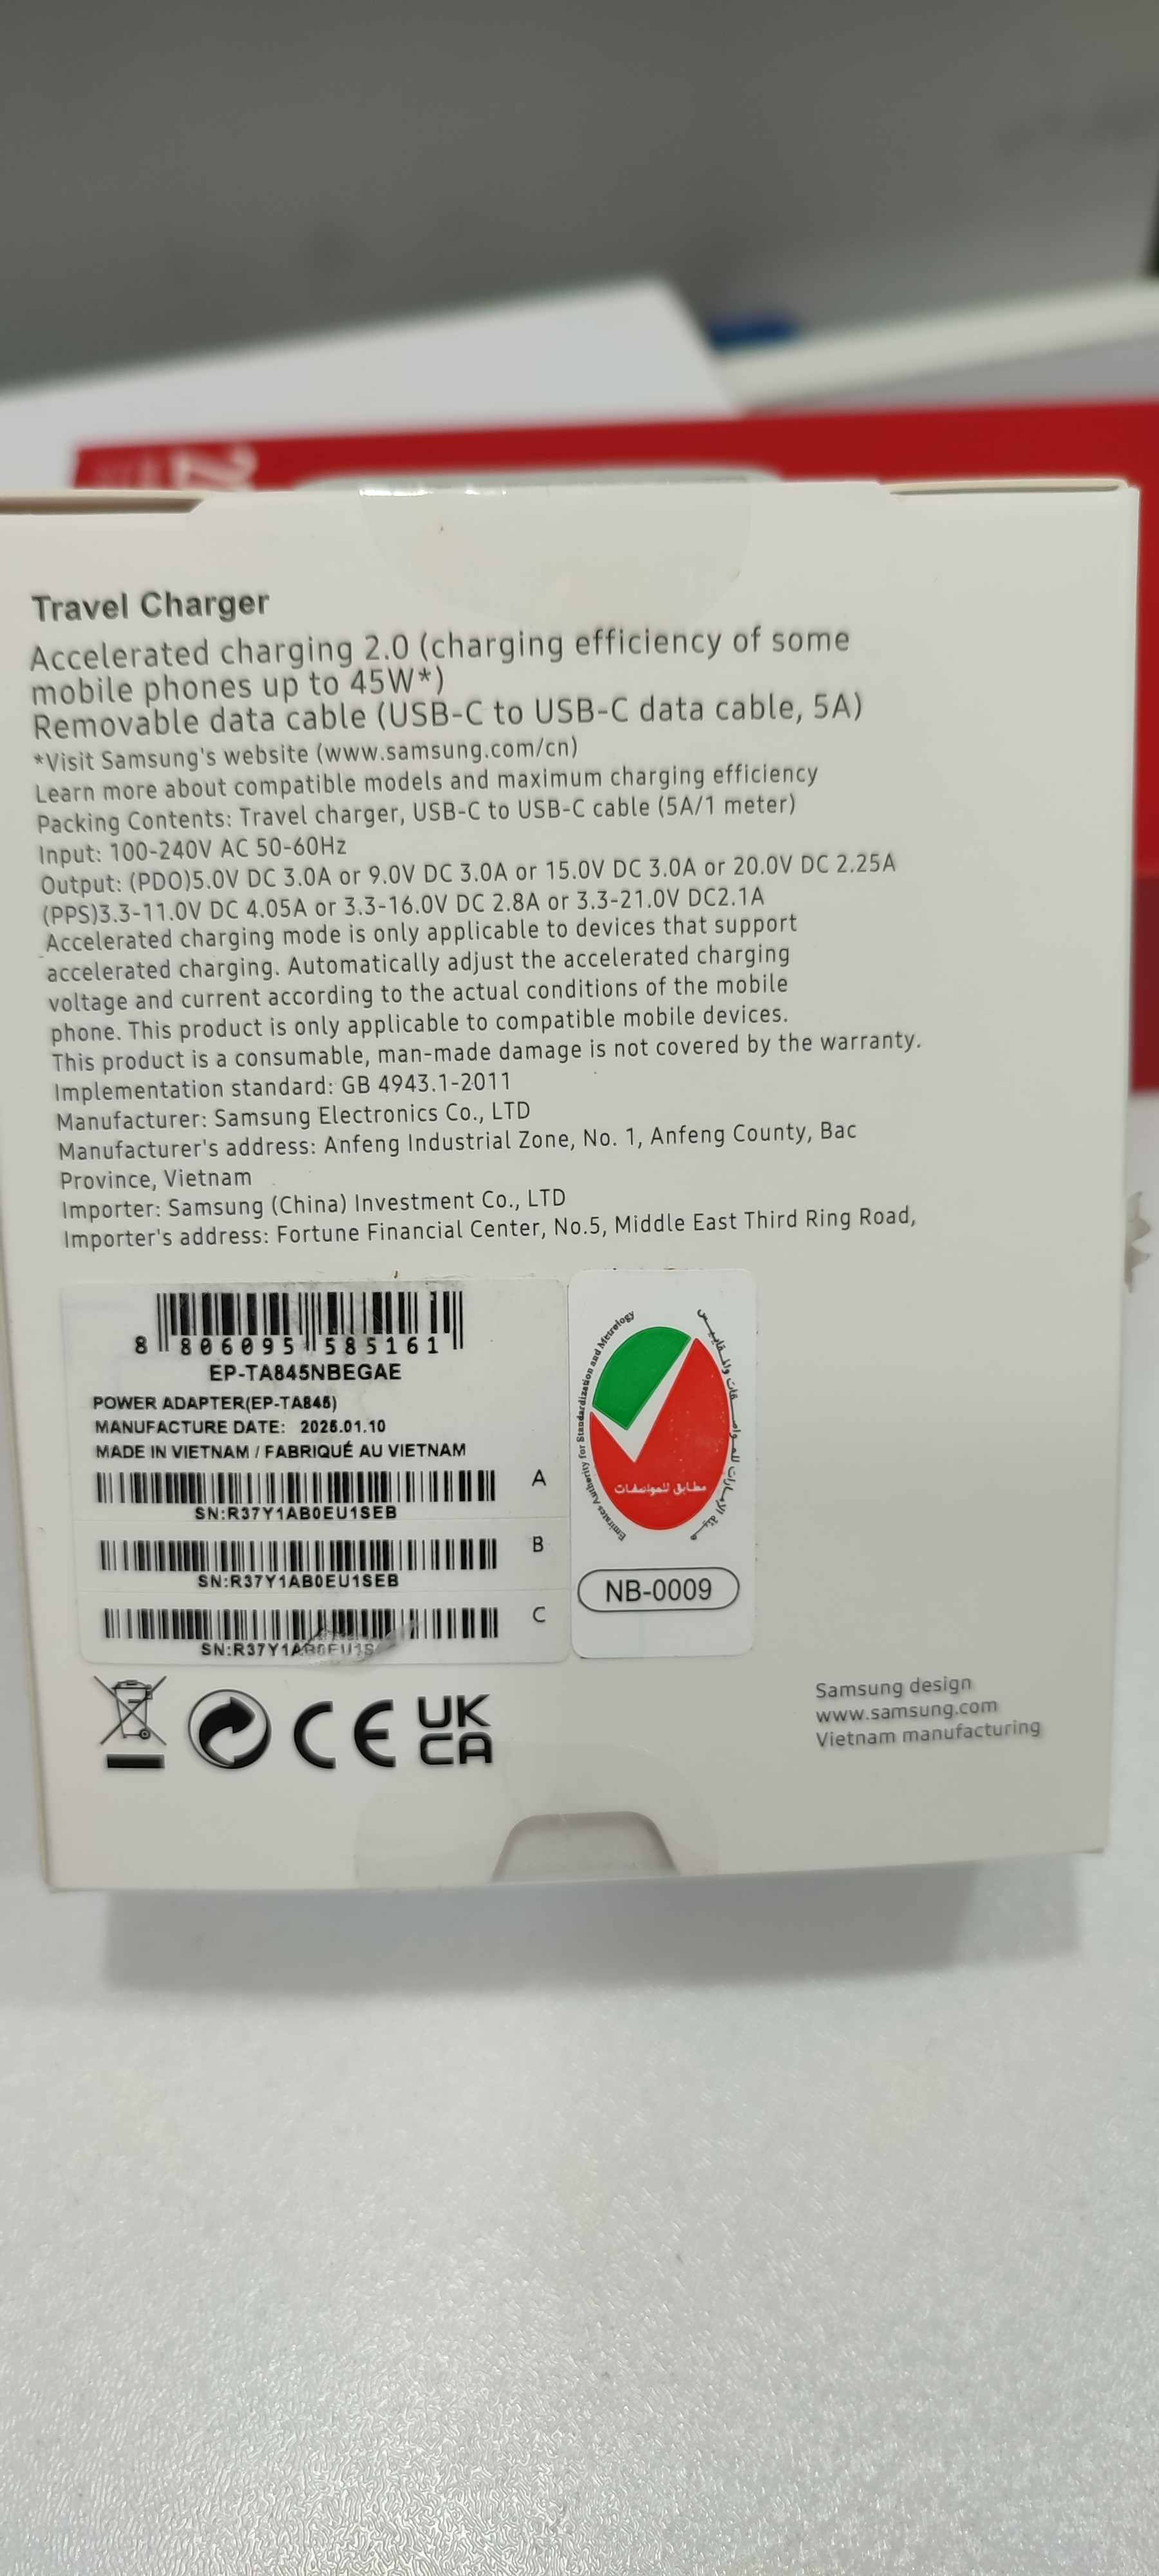 Travel Charger
Accelerated charging 2.0 (charging efficiency of some
mobile phones up to 45W*)
Removable data cable (USB-C to USB-C data cable, 5A)
*Visit Samsung's website (www.samsung.com/cn)
Learn more about compatible models and maximum charging efficiency
Packing Contents: Travel charger, USB-C to USB-C cable (5A/1 meter)
Input: 100-240V AC 50-60Hz
Output: (PDO)5.0V DC 3.0A or 9.0V DC 3.0A or 15.0V DC 3.0A or 20.0V DC 2.25A
(PPS)3.3-11.0V DC 4.05A or 3.3-16.0V DC 2.8A or 3.3-21.0V DC2.1A
Accelerated charging mode is only applicable to devices that support
accelerated charging. Automatically adjust the accelerated charging
voltage and current according to the actual conditions of the mobile
phone. This product is only applicable to compatible mobile devices.
This product is a consumable, man-made damage is not covered by the warranty.
Implementation standard: GB 4943.1-2011
Manufacturer: Samsung Electronics Co., LTD
Manufacturer's address: Anfeng Industrial Zone, No. 1, Anfeng County, Bac
Province, Vietnam
Importer: Samsung (China) Investment Co., LTD
Importer's address: Fortune Financial Center, No.5, Middle East Third Ring Road,
8 806095 585161
EP-TA845NBEGAE
POWER ADAPTER(EP-TA845)
MANUFACTURE DATE: 2025.01.10
MADE IN VIETNAM / FABRIQUÉ AU VIETNAM
A
SN:R37Y1AB0EU1SEB
B
SN:R37Y1AB0EU1SEB
C
SN:R37Y1AB0EU1S
Emirates Authority for Standardization and Metrology
هيئة الإمارات للمواصفات والمقاييس
مطابق للمواصفات
NB-0009
CE
UK
CA
Samsung design
www.samsung.com
Vietnam manufacturing